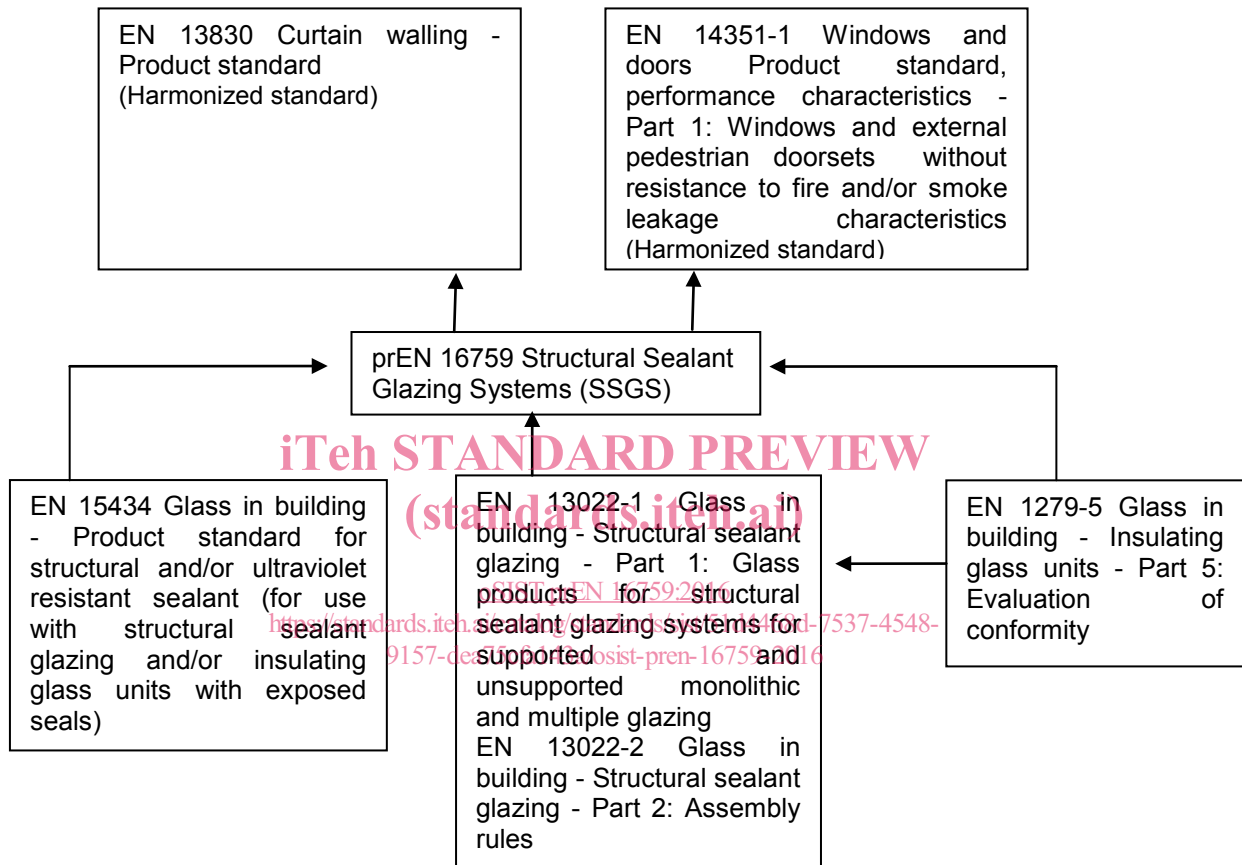 EN 13830 Curtain walling -
Product standard
(Harmonized standard)
EN 14351-1 Windows and
doors Product standard,
performance characteristics -
Part 1: Windows and external
pedestrian doorsets without
resistance to fire and/or smoke
leakage characteristics
(Harmonized standard)
prEN 16759 Structural Sealant
Glazing Systems (SSGS)
iTeh STANDARD PREVIEW
(standards.iteh.ai)
EN 15434 Glass in building
- Product standard for
structural and/or ultraviolet
resistant sealant (for use
with structural sealant
glazing and/or insulating
glass units with exposed
seals)
EN 13022-1 Glass in
building - Structural sealant
glazing - Part 1: Glass
products for structural
sealant glazing systems for
supported and
unsupported monolithic
and multiple glazing
EN 13022-2 Glass in
building - Structural sealant
glazing - Part 2: Assembly
rules
oSIST prEN 16759:2016
EN 1279-5 Glass in
building - Insulating
glass units - Part 5:
Evaluation of
conformity